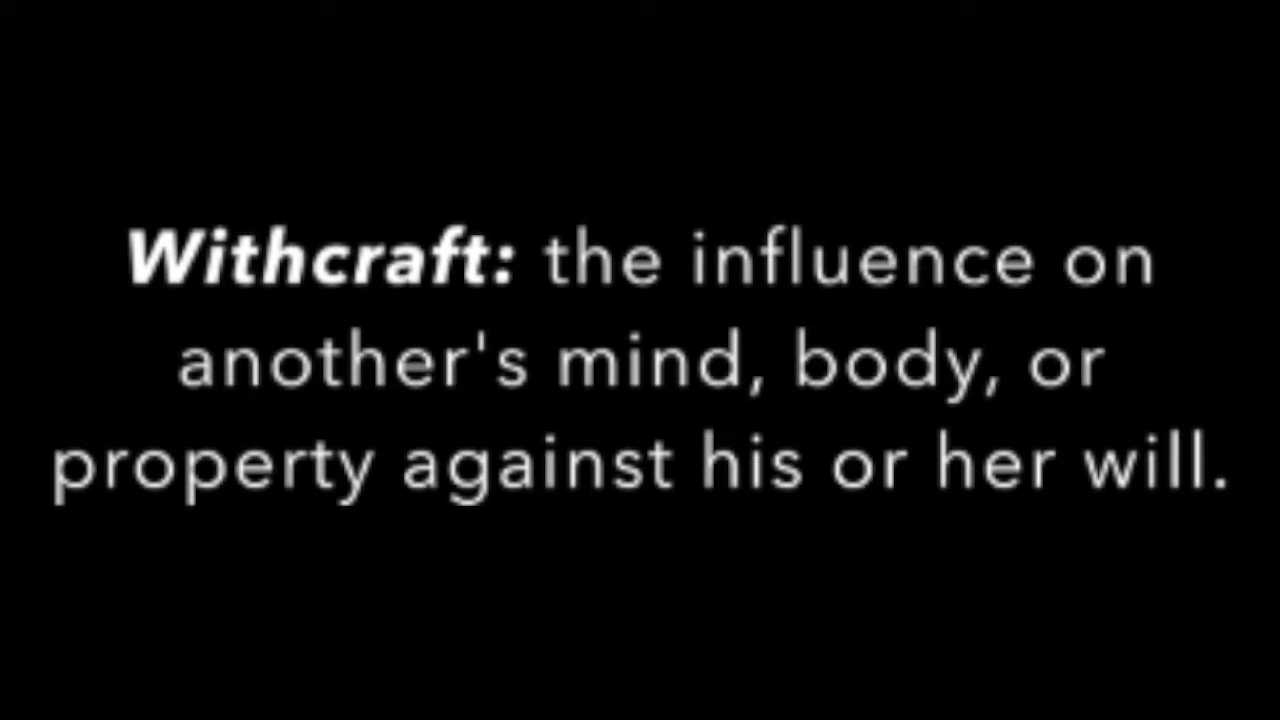 Withcraft: the influence on
another's mind, body, or
property against his or her will.